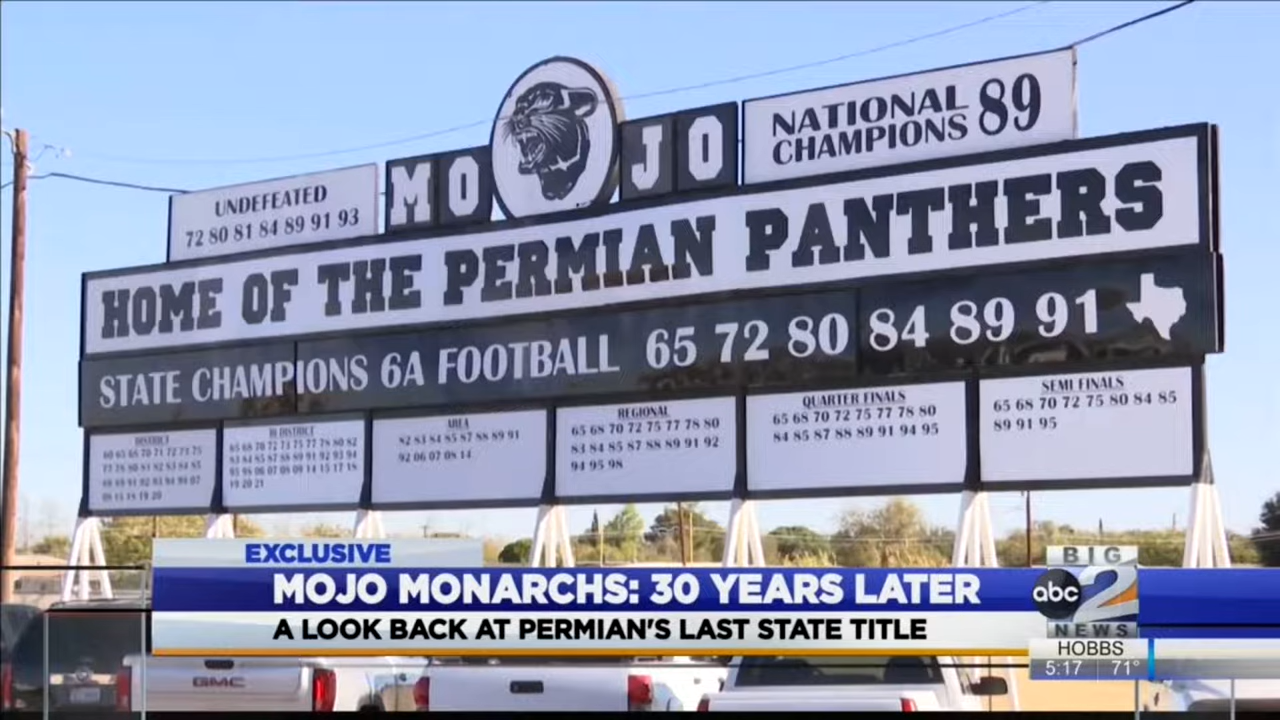 UNDEFEATED
72 80 81 84 89 91 93
MOJO
NATIONAL
CHAMPIONS 89
HOME OF THE PERMIAN PANTHERS
STATE CHAMPIONS 6A FOOTBALL 65 72 80 84 89 91
DISTRICT
BI DISTRICT
AREA
82 83 84 85 87 88 89 91
92 06 07 08 14
REGIONAL
65 68 70 72 75 77 78 80
83 84 85 87 88 89 91 92
94 95 98
QUARTER FINALS
65 68 70 72 75 77 78 80
84 85 87 88 89 91 94 95
SEMI FINALS
65 68 70 72 75 80 84 85
89 91 95
EXCLUSIVE
MOJO MONARCHS: 30 YEARS LATER
A LOOK BACK AT PERMIAN'S LAST STATE TITLE
BIG
abc 2
NEWS
HOBBS
5:17 71°
GMC